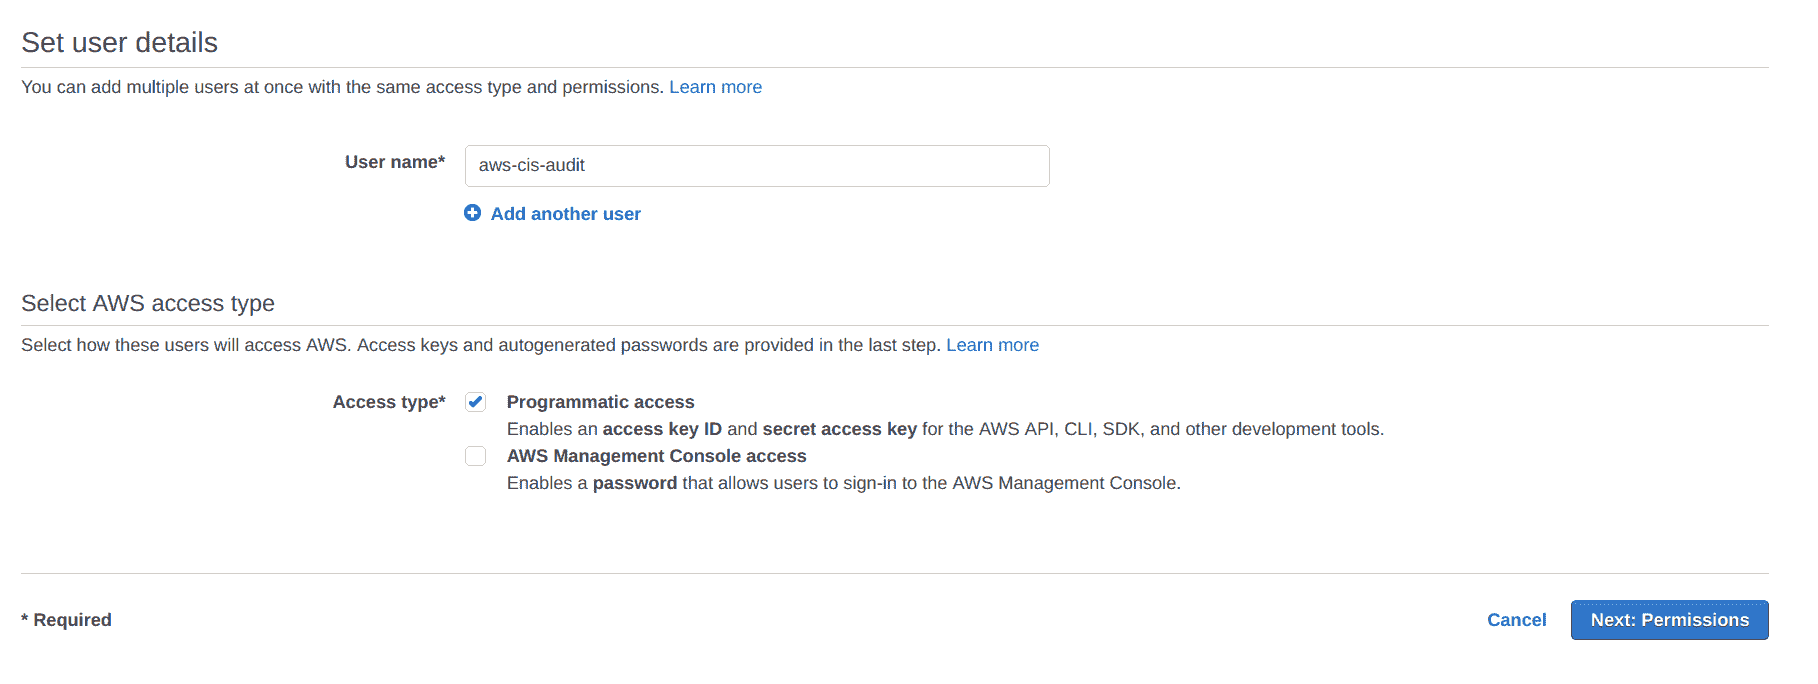 Set user details
You can add multiple users at once with the same access type and permissions. Learn more
User name* aws-cis-audit
Add another user
Select AWS access type
Select how these users will access AWS. Access keys and autogenerated passwords are provided in the last step. Learn more
Access type* Programmatic access
Enables an access key ID and secret access key for the AWS API, CLI, SDK, and other development tools.
AWS Management Console access
Enables a password that allows users to sign-in to the AWS Management Console.
* Required Cancel Next: Permissions